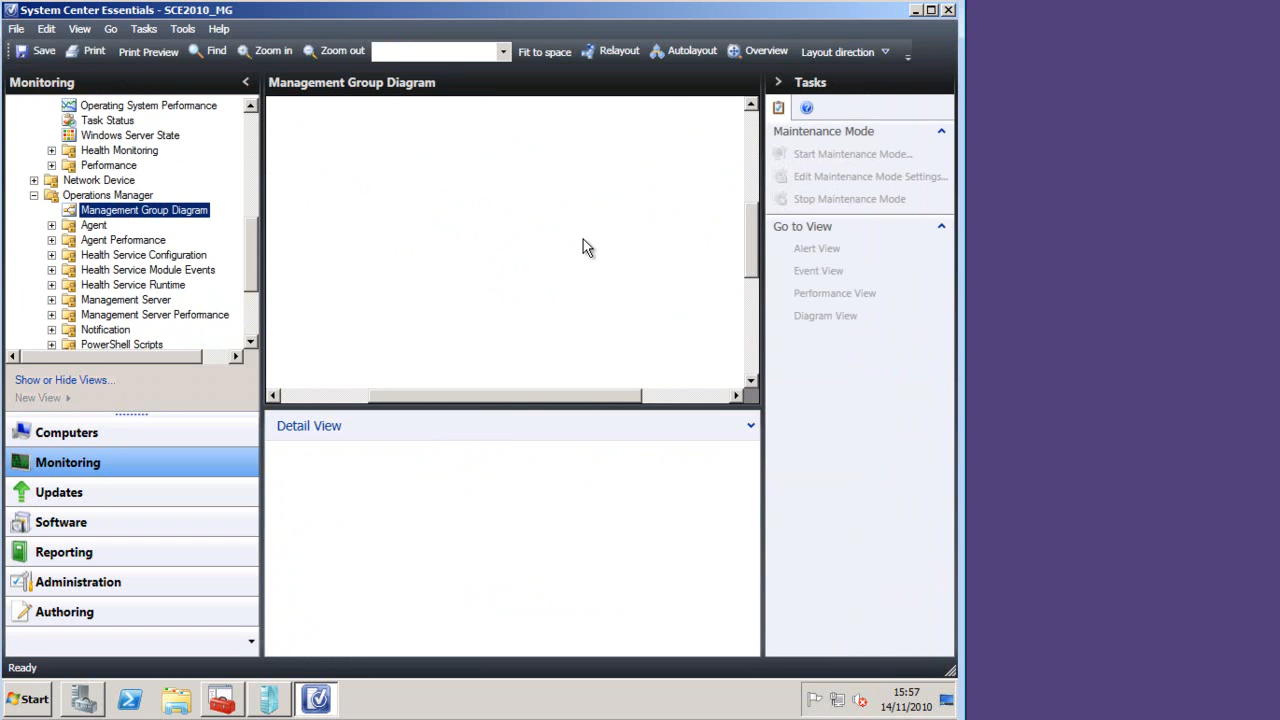 System Center Essentials - SCE2010_MG
File Edit View Go Tasks Tools Help
Save Print Print Preview Find Zoom in Zoom out Fit to space Relayout Autolayout Overview Layout direction
Monitoring
Operating System Performance
Task Status
Windows Server State
Health Monitoring
Performance
Network Device
Operations Manager
Management Group Diagram
Agent
Agent Performance
Health Service Configuration
Health Service Module Events
Health Service Runtime
Management Server
Management Server Performance
Notification
PowerShell Scripts
Show or Hide Views...
New View
Computers
Monitoring
Updates
Software
Reporting
Administration
Authoring
Management Group Diagram
Detail View
Tasks
Maintenance Mode
Start Maintenance Mode...
Edit Maintenance Mode Settings...
Stop Maintenance Mode
Go to View
Alert View
Event View
Performance View
Diagram View
Ready
Start
15:57
14/11/2010